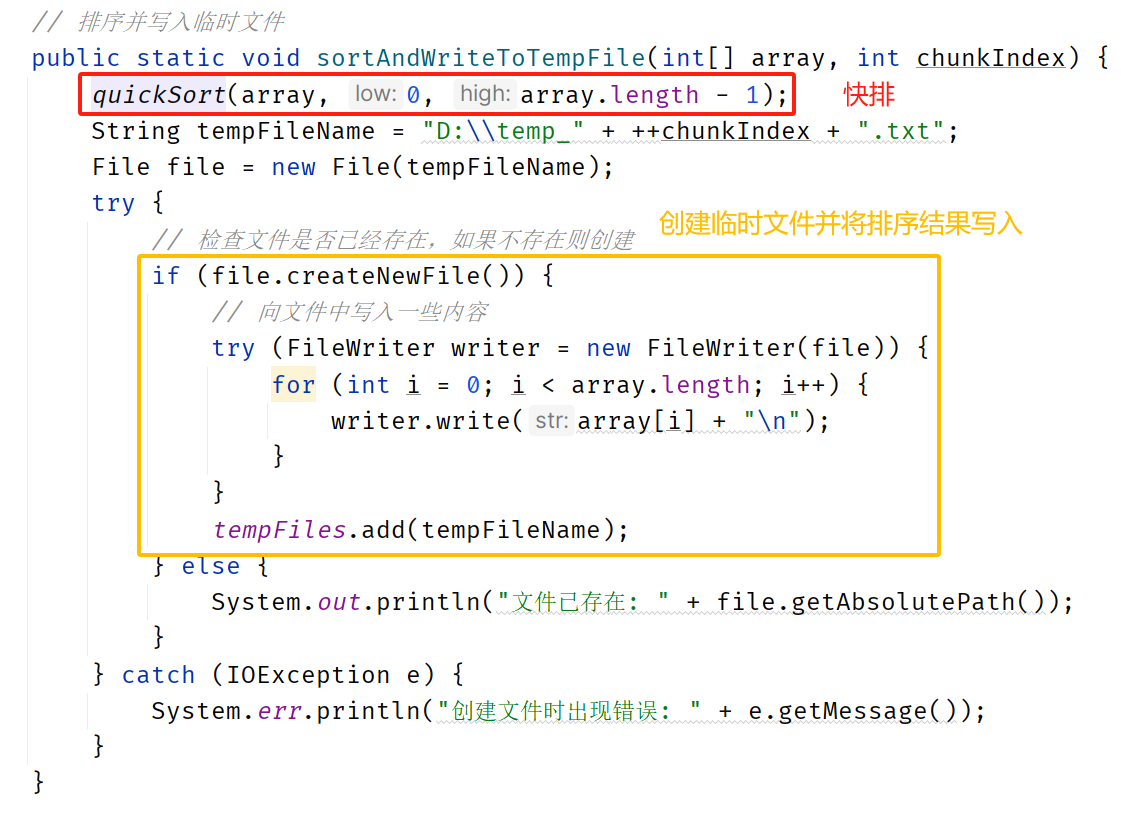 // 排序并写入临时文件
public static void sortAndWriteToTempFile(int[] array, int chunkIndex) {
quickSort(array, low: 0, high: array.length - 1); 快排
String tempFileName = "D:\\temp_" + ++chunkIndex + ".txt";
File file = new File(tempFileName);
try {
// 检查文件是否已经存在，如果不存在则创建 创建临时文件并将排序结果写入
if (file.createNewFile()) {
// 向文件中写入一些内容
try (FileWriter writer = new FileWriter(file)) {
for (int i = 0; i < array.length; i++) {
writer.write( str: array[i] + "\n");
}
}
tempFiles.add(tempFileName);
} else {
System.out.println("文件已存在: " + file.getAbsolutePath());
}
} catch (IOException e) {
System.err.println("创建文件时出现错误: " + e.getMessage());
}
}